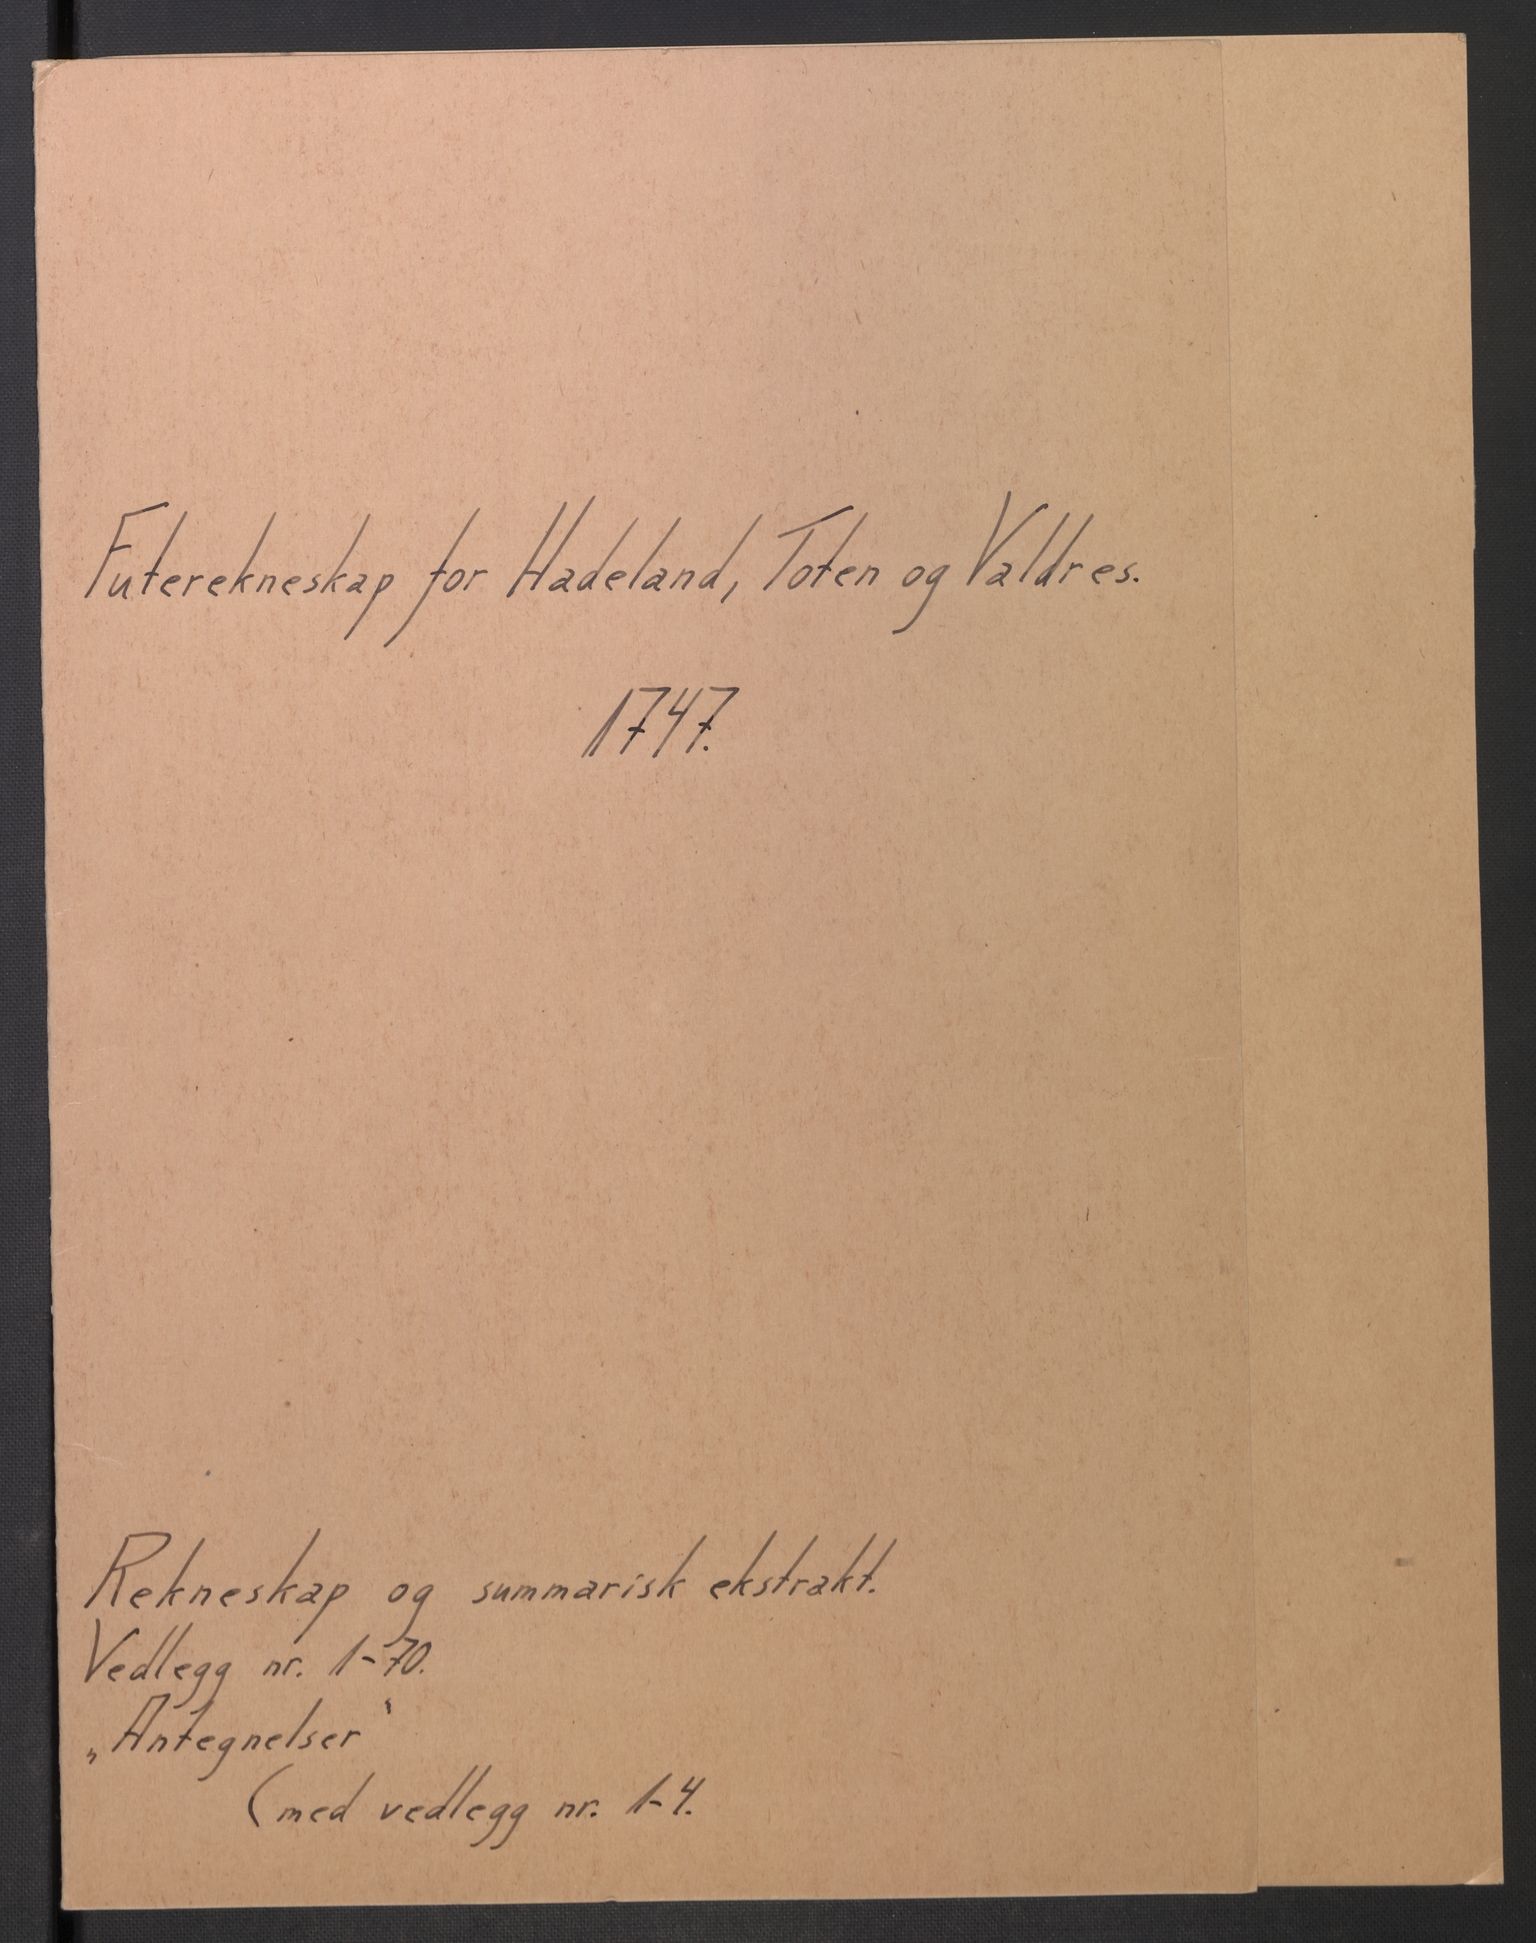 Futerekneskap for Hadeland, Toten og Valdres.
1747.
Rekneskap og summarisk ekstrakt.
Vedlegg nr. 1-70.
„Antegnelser“
(med vedlegg nr. 1-4.